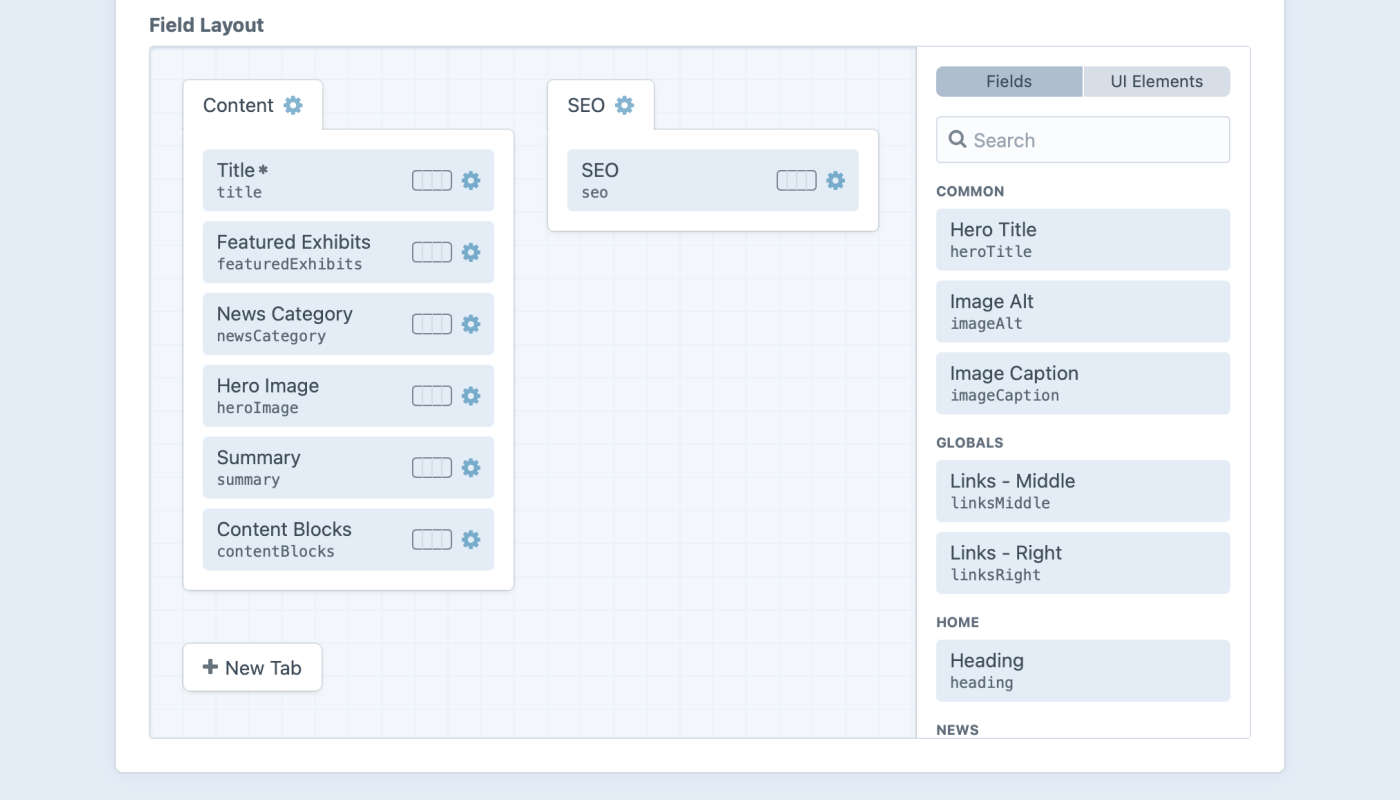 Field Layout
Content
Title*
title
Featured Exhibits
featuredExhibits
News Category
newsCategory
Hero Image
heroImage
Summary
summary
Content Blocks
contentBlocks
+ New Tab
SEO
SEO
seo
Fields
UI Elements
Search
COMMON
Hero Title
heroTitle
Image Alt
imageAlt
Image Caption
imageCaption
GLOBALS
Links - Middle
linksMiddle
Links - Right
linksRight
HOME
Heading
heading
NEWS